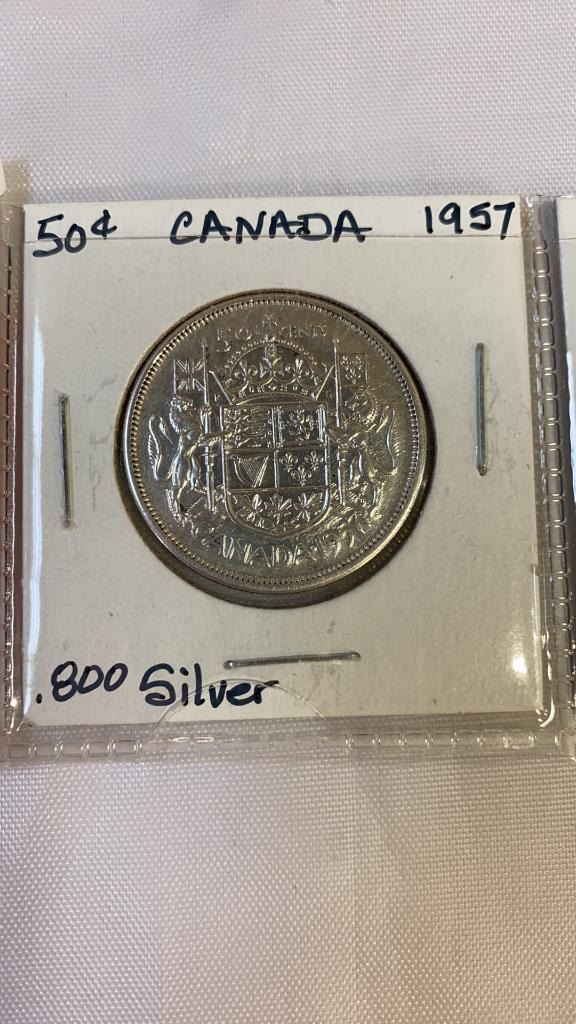 50¢ CANADA 1957
50 CENTS
CANADA 1957
.800 Silver